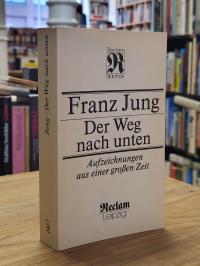 Reclam
R
Bibliothek
Franz Jung
Der Weg
nach unten
Aufzeichnungen
aus einer großen Zeit
Reclam
Leipzig
Jung · Der Weg nach unten